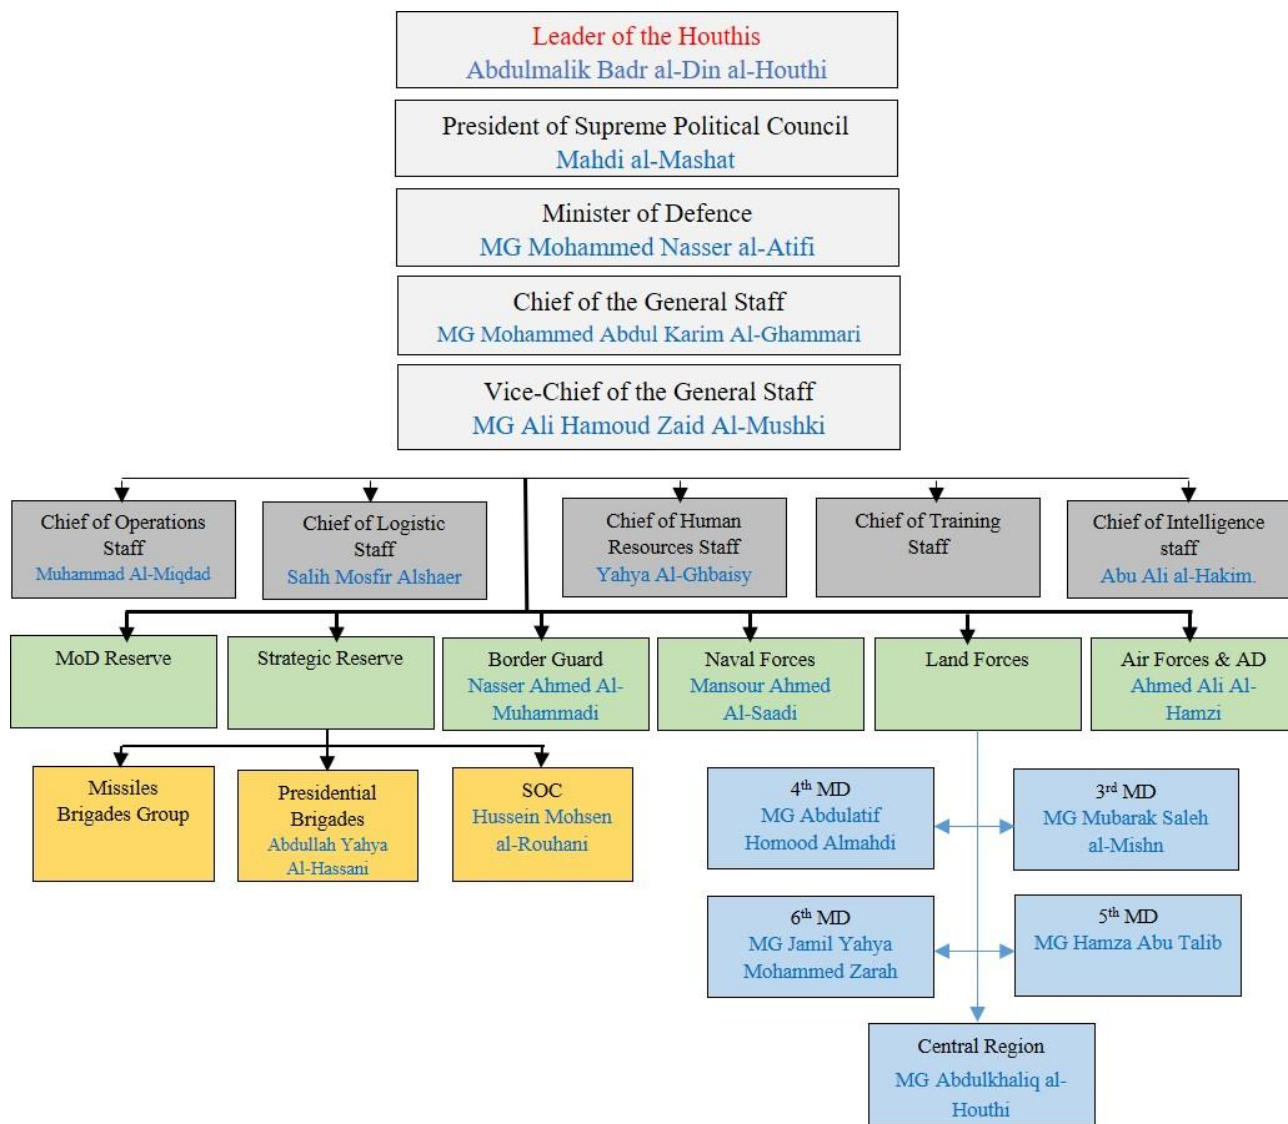 Leader of the Houthis
Abdulmalik Badr al-Din al-Houthi
President of Supreme Political Council
Mahdi al-Mashat
Minister of Defence
MG Mohammed Nasser al-Atifi
Chief of the General Staff
MG Mohammed Abdul Karim Al-Ghammari
Vice-Chief of the General Staff
MG Ali Hamoud Zaid Al-Mushki
Chief of Operations
Staff
Muhammad Al-Miqdad
Chief of Logistic
Staff
Salih Mosfir Alshaer
Chief of Human
Resources Staff
Yahya Al-Ghbaisy
Chief of Training
Staff
Chief of Intelligence
staff
Abu Ali al-Hakim.
MoD Reserve
Strategic Reserve
Border Guard
Nasser Ahmed Al-
Muhammadi
Naval Forces
Mansour Ahmed
Al-Saadi
Land Forces
Air Forces & AD
Ahmed Ali Al-
Hamzi
Missiles
Brigades Group
Presidential
Brigades
Abdullah Yahya
Al-Hassani
SOC
Hussein Mohsen
al-Rouhani
4th MD
MG Abdulatif
Homood Almahdi
3rd MD
MG Mubarak Saleh
al-Mishn
6th MD
MG Jamil Yahya
Mohammed Zarah
5th MD
MG Hamza Abu Talib
Central Region
MG Abdulkhaliq al-
Houthi